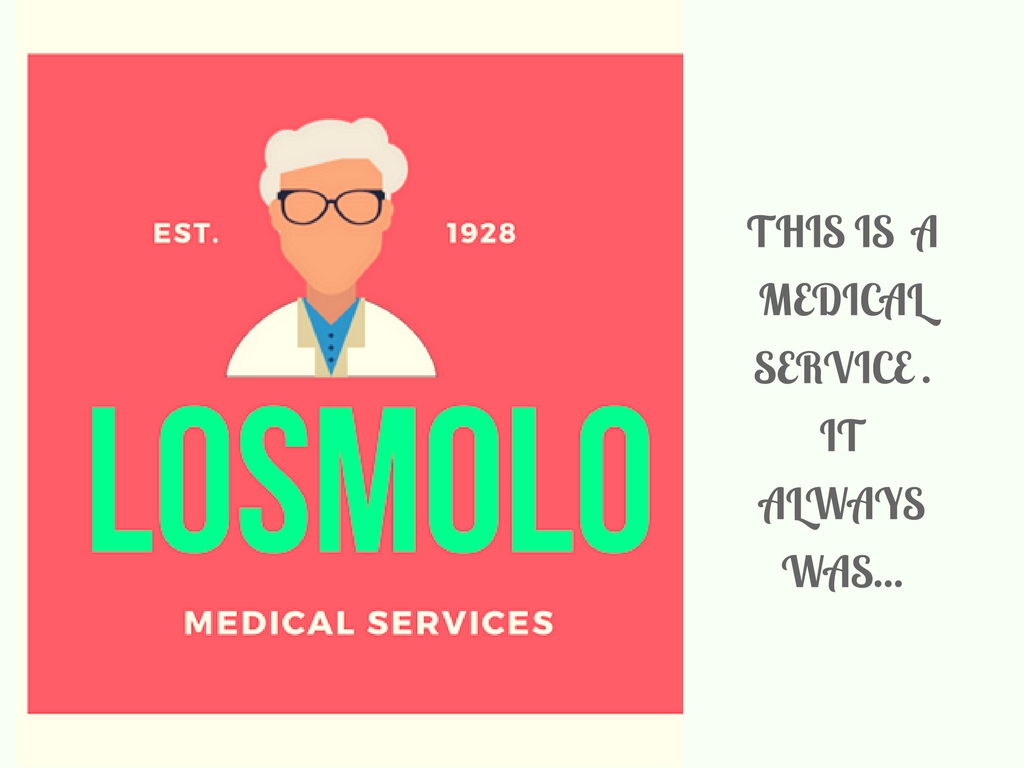 EST. 1928
LOSMOLO
MEDICAL SERVICES
THIS IS A
MEDICAL
SERVICE.
IT
ALWAYS
WAS...